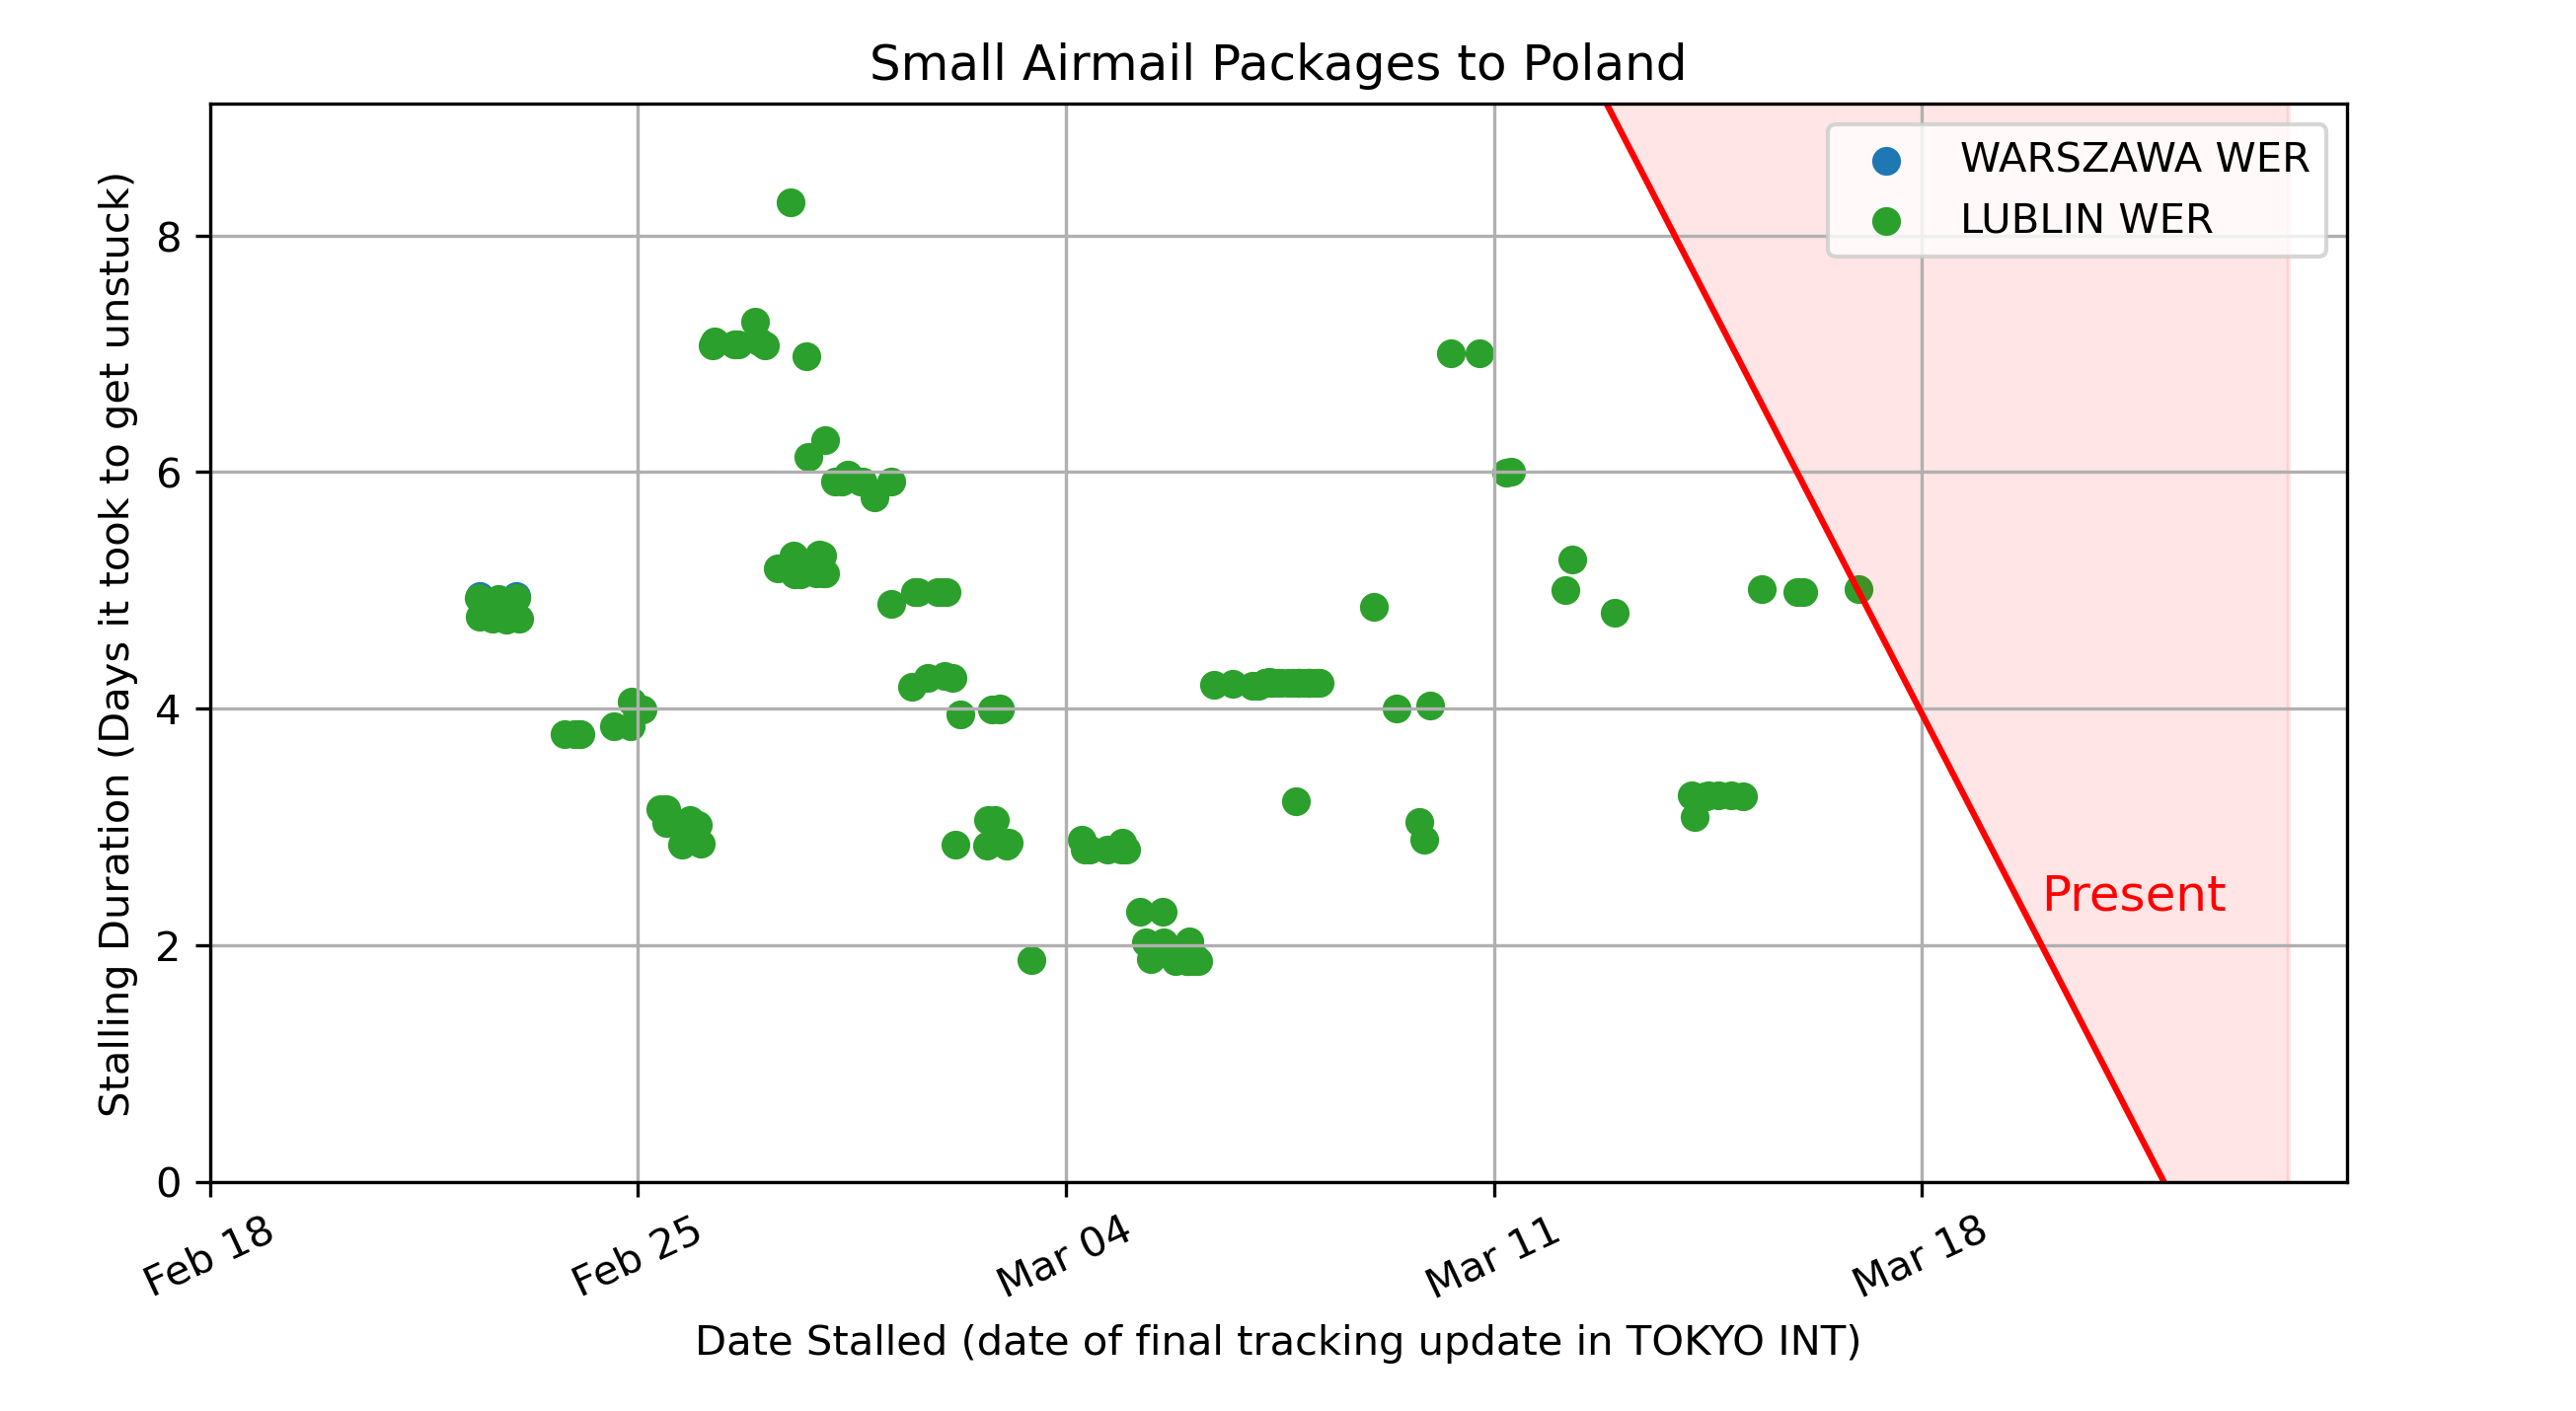 Small Airmail Packages to Poland
WARSZAWA WER
LUBLIN WER
Stalling Duration (Days it took to get unstuck)
8
6
4
2
0
Present
Feb 18
Feb 25
Mar 04
Mar 11
Mar 18
Date Stalled (date of final tracking update in TOKYO INT)